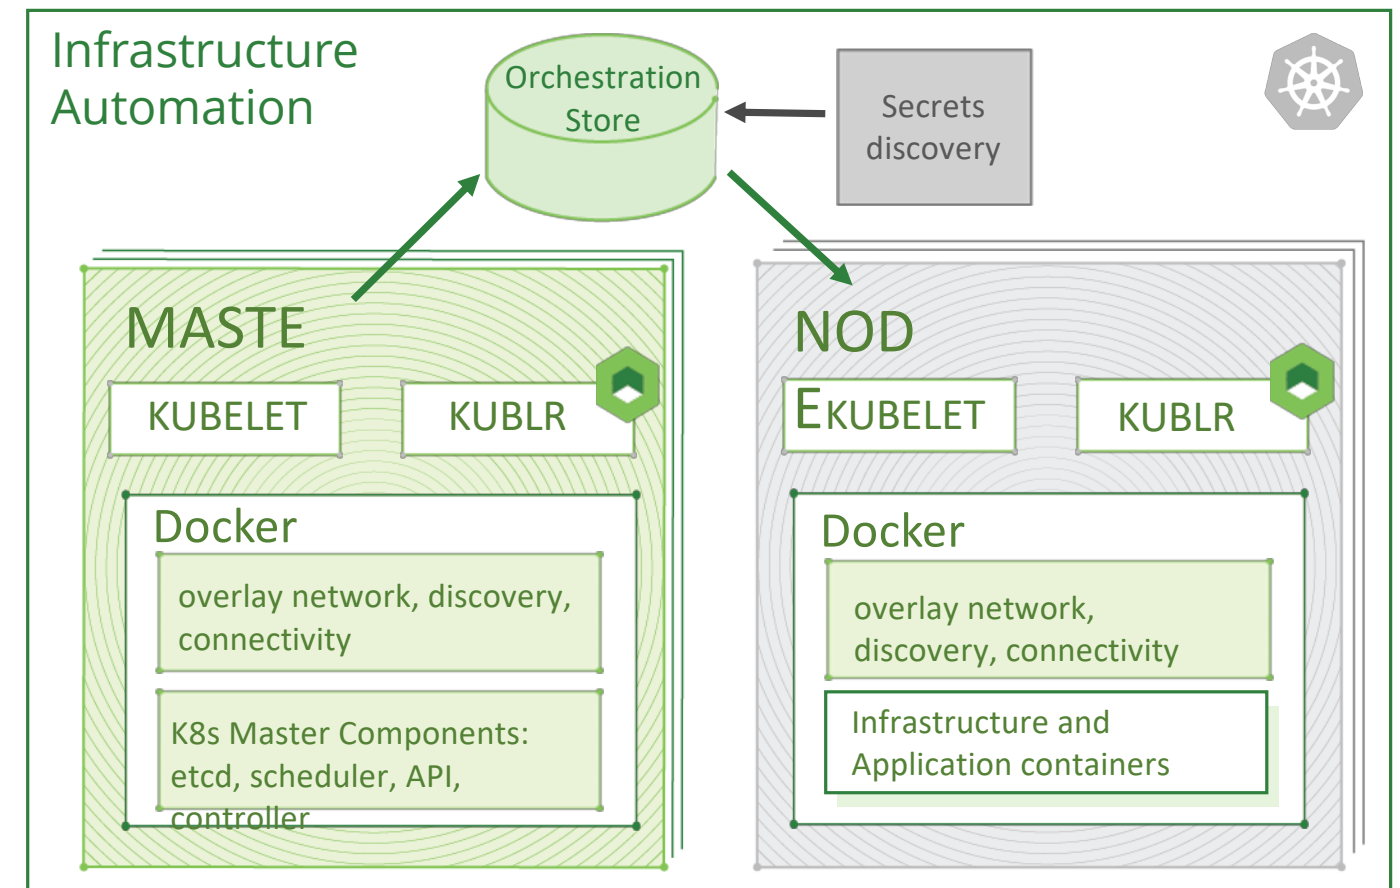 Infrastructure
Automation
Orchestration
Store
Secrets
discovery
MASTE
KUBELET
KUBLR
Docker
overlay network, discovery,
connectivity
K8s Master Components:
etcd, scheduler, API,
controller
NOD
E
KUBELET
KUBLR
Docker
overlay network,
discovery, connectivity
Infrastructure and
Application containers